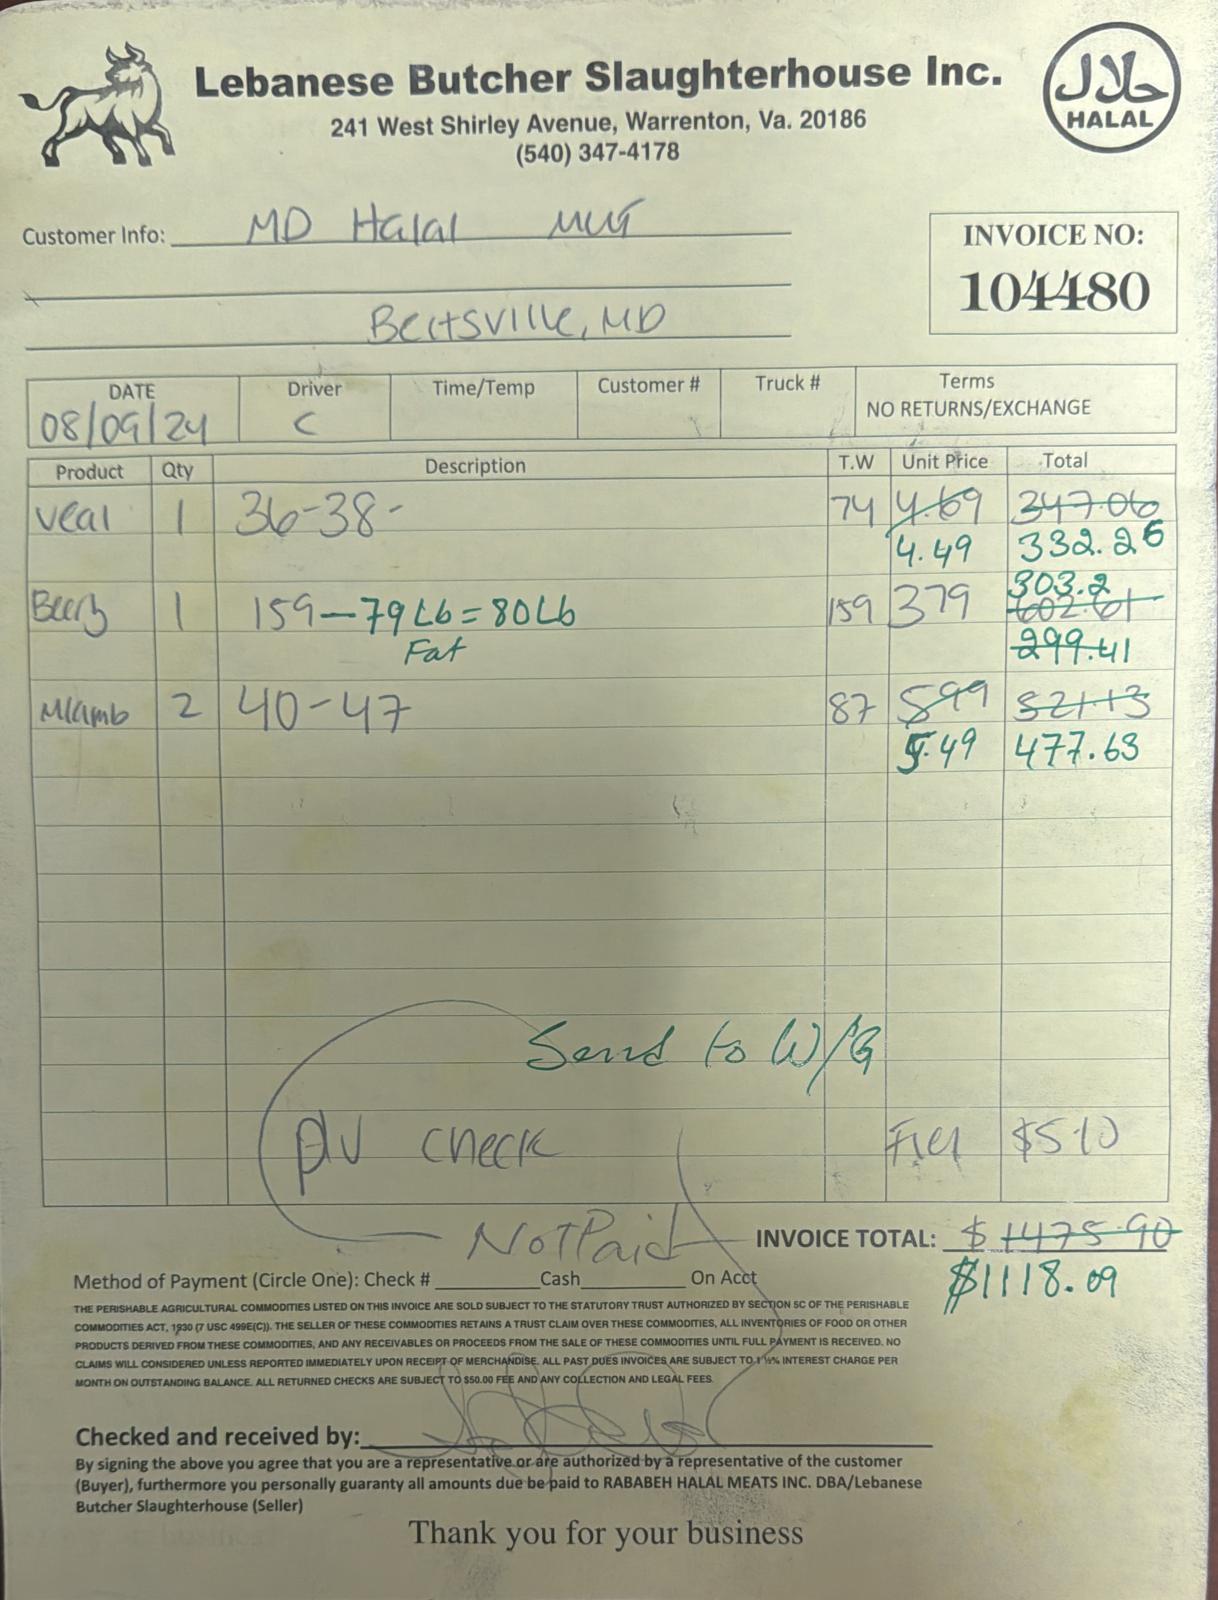 Lebanese Butcher Slaughterhouse Inc.
241 West Shirley Avenue, Warrenton, Va. 20186
(540) 347-4178
حلال
HALAL
Customer Info: MD Halal
Beltsville, MD
INVOICE NO:
104480
DATE Driver Time/Temp Customer # Truck # Terms
08/09/24 C NO RETURNS/EXCHANGE
Product Qty Description T.W Unit Price Total
Veal 1 36-38- 74 4.69 347.06
4.49 332.26
303.2
1 159-79Lb=80Lb 159 379 602.61
Fat 299.41
Mlamb 2 40-47 87 599 521.13
5.49 477.63
Send to W/G
check $5.10
Not Paid INVOICE TOTAL: $1475.90
Method of Payment (Circle One): Check # Cash On Acct $1118.09
THE PERISHABLE AGRICULTURAL COMMODITIES LISTED ON THIS INVOICE ARE SOLD SUBJECT TO THE STATUTORY TRUST AUTHORIZED BY SECTION 5C OF THE PERISHABLE
COMMODITIES ACT, 1930 (7 USC 499E(C)). THE SELLER OF THESE COMMODITIES RETAINS A TRUST CLAIM OVER THESE COMMODITIES, ALL INVENTORIES OF FOOD OR OTHER
PRODUCTS DERIVED FROM THESE COMMODITIES, AND ANY RECEIVABLES OR PROCEEDS FROM THE SALE OF THESE COMMODITIES UNTIL FULL PAYMENT IS RECEIVED. NO
CLAIMS WILL CONSIDERED UNLESS REPORTED IMMEDIATELY UPON RECEIPT OF MERCHANDISE. ALL PAST DUES INVOICES ARE SUBJECT TO 1 ½% INTEREST CHARGE PER
MONTH ON OUTSTANDING BALANCE. ALL RETURNED CHECKS ARE SUBJECT TO $50.00 FEE AND ANY COLLECTION AND LEGAL FEES.
Checked and received by:
By signing the above you agree that you are a representative or are authorized by a representative of the customer
(Buyer), furthermore you personally guaranty all amounts due be paid to RABABEH HALAL MEATS INC. DBA/Lebanese
Butcher Slaughterhouse (Seller)
Thank you for your business